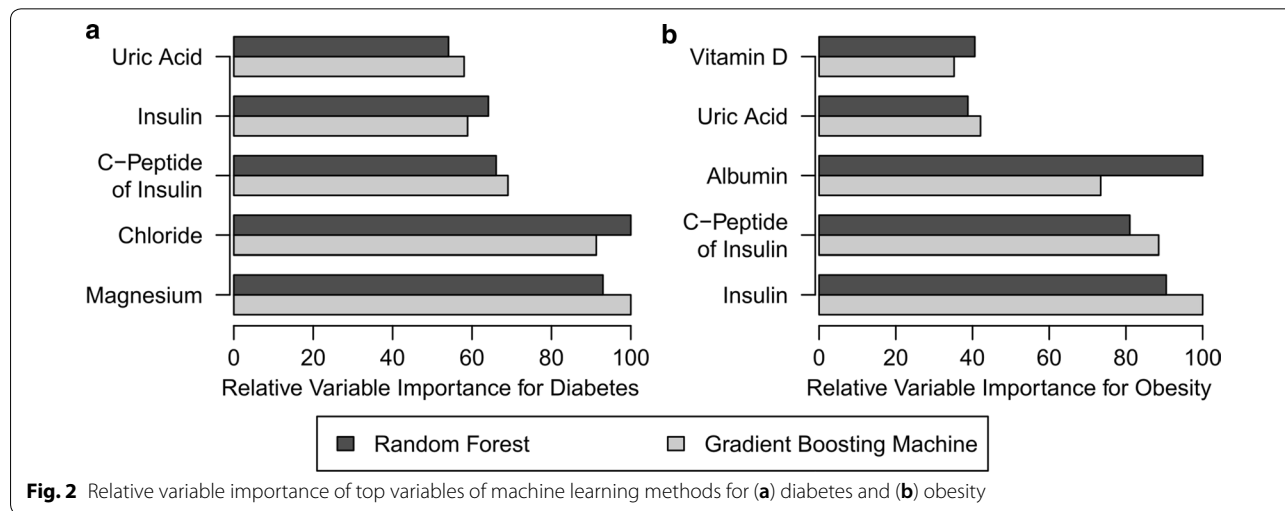 a
Uric Acid
Insulin
C−Peptide
of Insulin
Chloride
Magnesium
0 20 40 60 80 100
Relative Variable Importance for Diabetes
b
Vitamin D
Uric Acid
Albumin
C−Peptide
of Insulin
Insulin
0 20 40 60 80 100
Relative Variable Importance for Obesity
Random Forest Gradient Boosting Machine
Fig. 2 Relative variable importance of top variables of machine learning methods for (a) diabetes and (b) obesity